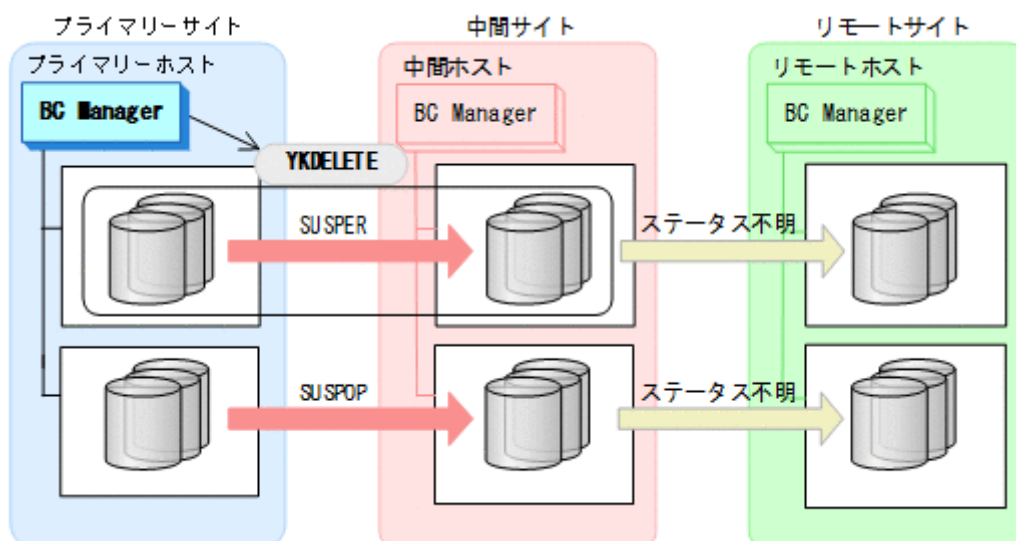 プライマリーサイト
中間サイト
リモートサイト
プライマリーホスト
中間ホスト
リモートホスト
BC Manager
BC Manager
BC Manager
YKDELETE
SUSPER
ステータス不明
SUSPOP
ステータス不明